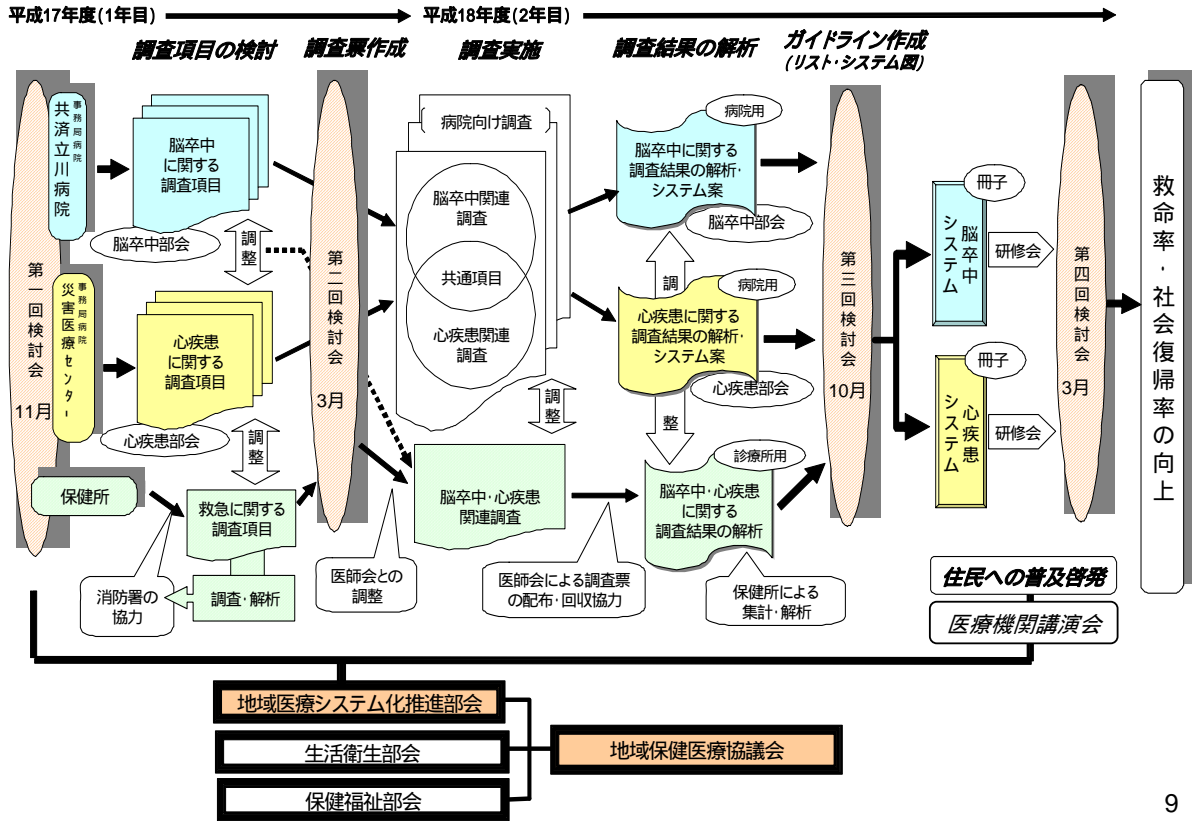 平成17年度(1年目)
平成18年度(2年目)
調査項目の検討
調査票作成
調査実施
調査結果の解析
ガイドライン作成
(リスト・システム図)
第一回検討会
11月
事務局病院
共済立川病院
脳卒中
に関する
調査項目
脳卒中部会
調
整
事務局病院
災害医療センター
心疾患
に関する
調査項目
心疾患部会
調
整
保健所
救急に関する
調査項目
調査・解析
消防署の
協力
第二回検討会
3月
医師会との
調整
病院向け調査
脳卒中関連
調査
共通項目
心疾患関連
調査
調
整
脳卒中・心疾患
関連調査
医師会による調査票
の配布・回収協力
病院用
脳卒中に関する
調査結果の解析・
システム案
脳卒中部会
調
病院用
心疾患に関する
調査結果の解析・
システム案
心疾患部会
整
診療所用
脳卒中・心疾患
に関する
調査結果の解析
保健所による
集計・解析
第三回検討会
10月
冊子
脳卒中
システム
研修会
冊子
心疾患
システム
研修会
第四回検討会
3月
救命率・社会復帰率の向上
住民への普及啓発
医療機関講演会
地域医療システム化推進部会
生活衛生部会
保健福祉部会
地域保健医療協議会
9